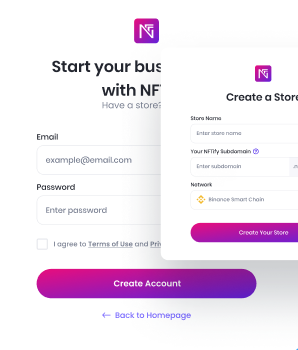 Start your bus
with NF
Have a store?
Email
example@email.com
Password
Enter password
I agree to Terms of Use and Priv
Create Account
← Back to Homepage
Create a Store
Store Name
Enter store name
Your NFTify Subdomain
Enter subdomain
Network
Binance Smart Chain
Create Your Store